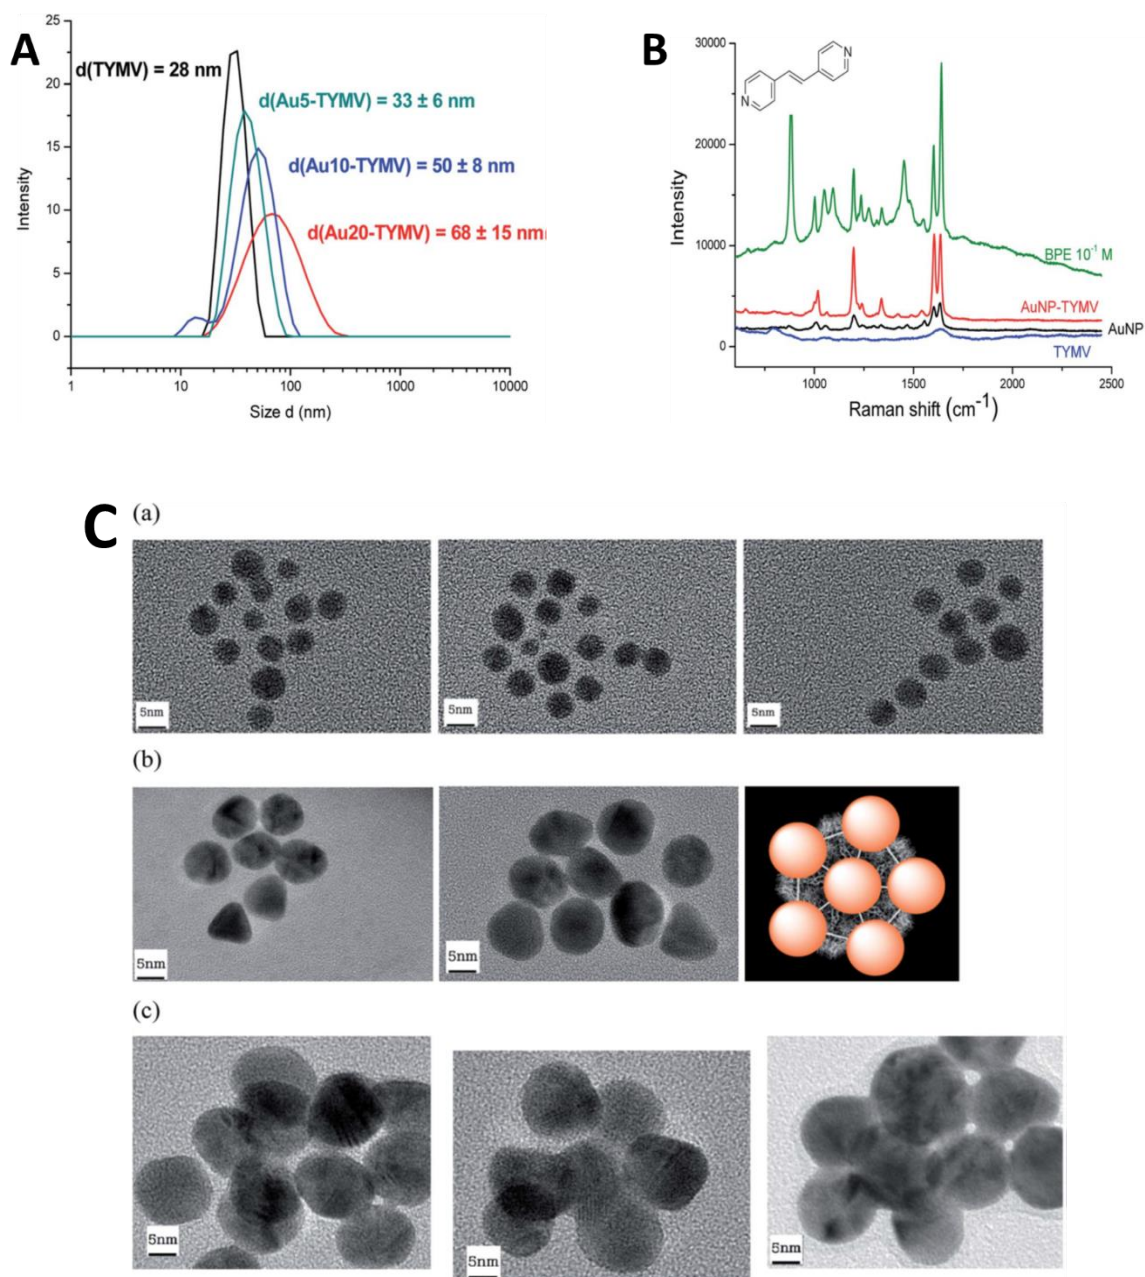 A
25
20
15
10
5
0
Intensity
d(TYMV) = 28 nm
d(Au5-TYMV) = 33 ± 6 nm
d(Au10-TYMV) = 50 ± 8 nm
d(Au20-TYMV) = 68 ± 15 nm
1
10
100
1000
10000
Size d (nm)
B
30000
20000
10000
0
Intensity
N
N
BPE 10⁻¹ M
AuNP-TYMV
AuNP
TYMV
1000
1500
2000
2500
Raman shift (cm⁻¹)
C
(a)
5nm
5nm
5nm
(b)
5nm
5nm
(c)
5nm
5nm
5nm